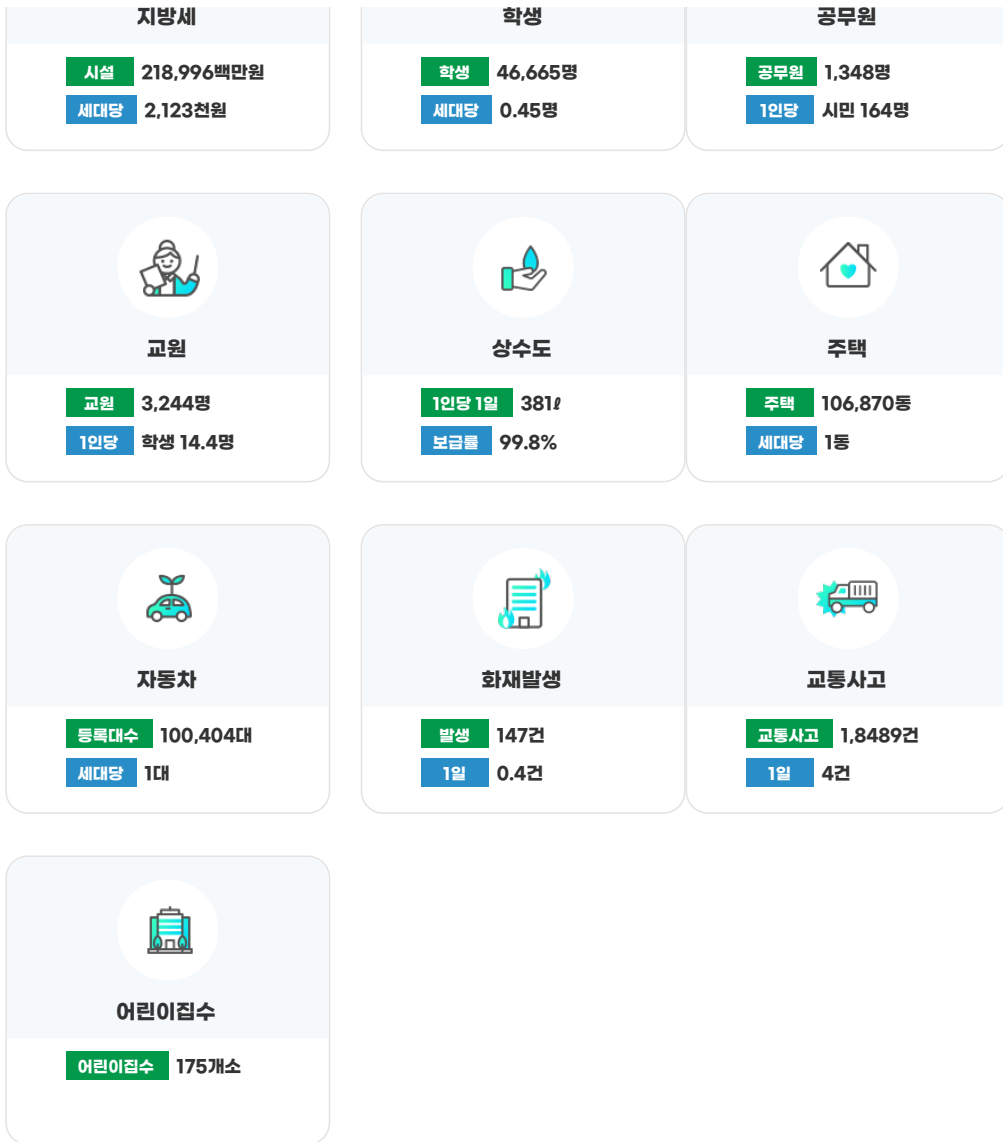 지방세
시설 218,996백만원
세대당 2,123천원
학생
학생 46,665명
세대당 0.45명
공무원
공무원 1,348명
1인당 시민 164명
교원
교원 3,244명
1인당 학생 14.4명
상수도
1인당 1일 381ℓ
보급률 99.8%
주택
주택 106,870동
세대당 1동
자동차
등록대수 100,404대
세대당 1대
화재발생
발생 147건
1일 0.4건
교통사고
교통사고 1,8489건
1일 4건
어린이집수
어린이집수 175개소